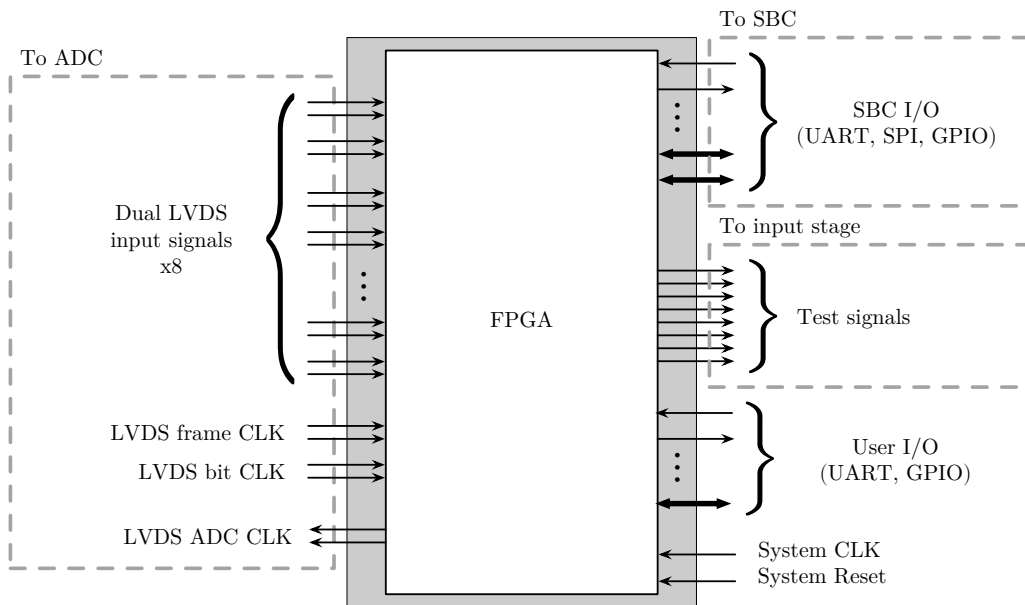 To ADC
Dual LVDS
input signals
x8
LVDS frame CLK
LVDS bit CLK
LVDS ADC CLK
FPGA
To SBC
SBC I/O
(UART, SPI, GPIO)
To input stage
Test signals
User I/O
(UART, GPIO)
System CLK
System Reset